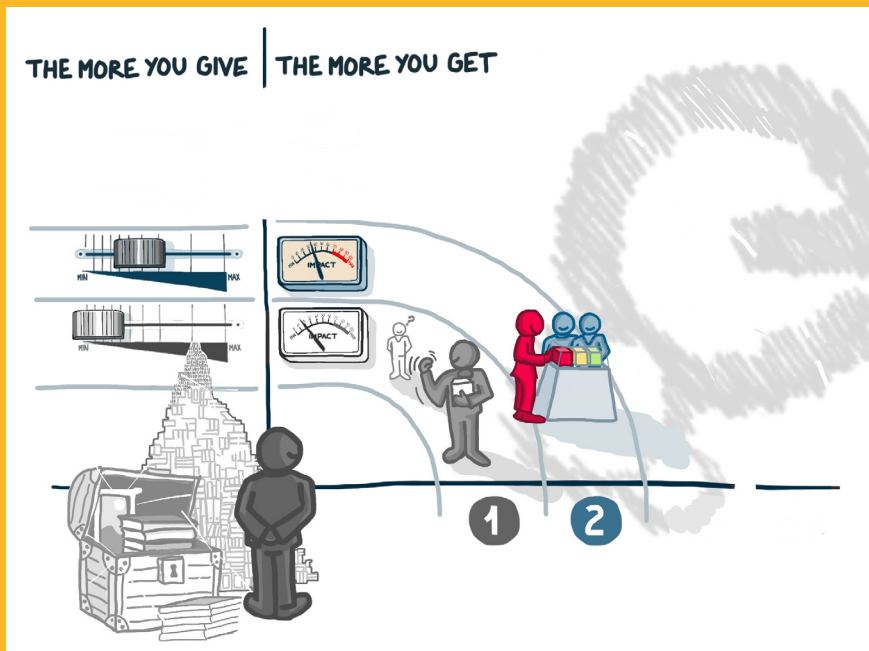 THE MORE YOU GIVE
THE MORE YOU GET
MIN
MAX
IMPACT
MIN
MAX
IMPACT
?
1
2